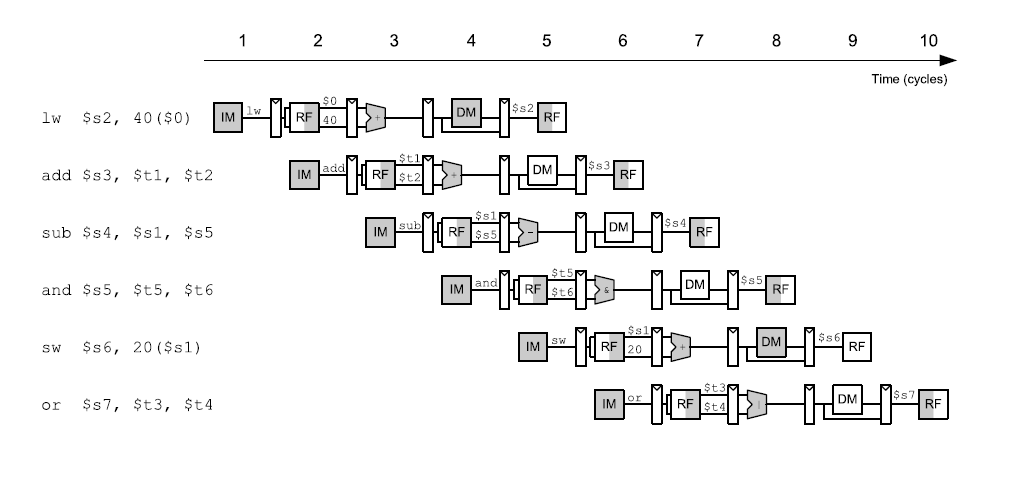 1 2 3 4 5 6 7 8 9 10
Time (cycles)
lw $s2, 40($0) IM lw RF $0 40 + DM $s2 RF
add $s3, $t1, $t2 IM add RF $t1 $t2 + DM $s3 RF
sub $s4, $s1, $s5 IM sub RF $s1 $s5 - DM $s4 RF
and $s5, $t5, $t6 IM and RF $t5 $t6 & DM $s5 RF
sw $s6, 20($s1) IM sw RF $s1 20 + DM $s6 RF
or $s7, $t3, $t4 IM or RF $t3 $t4 | DM $s7 RF